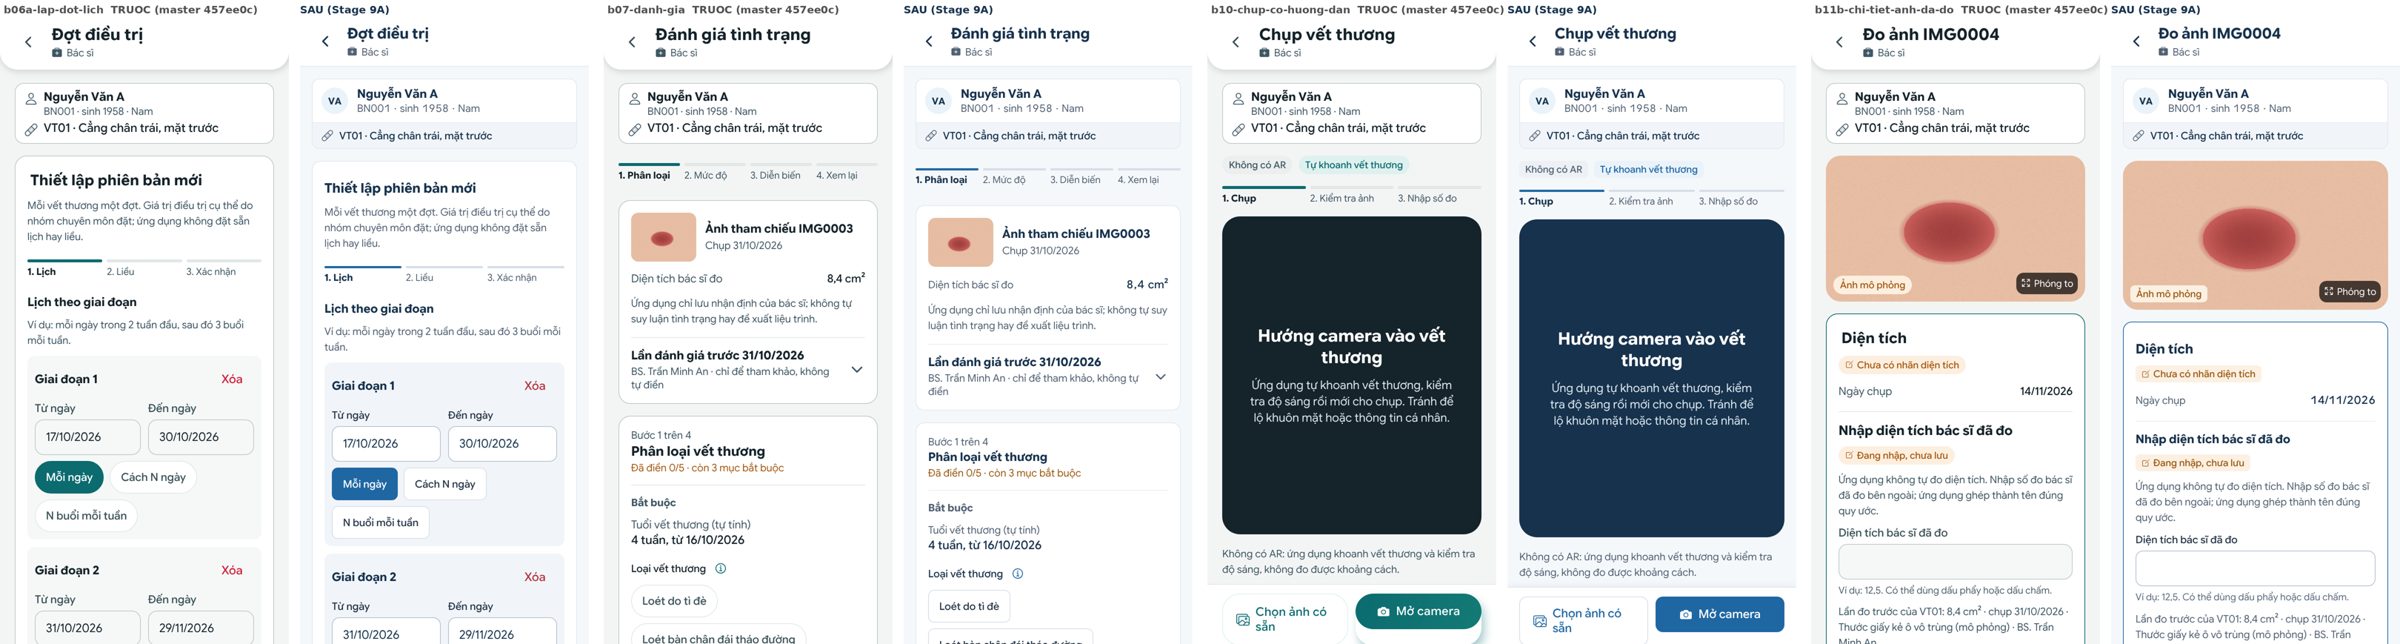 b06a-lap-dot-lich TRUOC (master 457ee0c)
Đợt điều trị
Bác sĩ
Nguyễn Văn A
BN001 · sinh 1958 · Nam
VT01 · Cẳng chân trái, mặt trước
Thiết lập phiên bản mới
Mỗi vết thương một đợt. Giá trị điều trị cụ thể do
nhóm chuyên môn đặt; ứng dụng không đặt sẵn
lịch hay liều.
1. Lịch
2. Liều
3. Xác nhận
Lịch theo giai đoạn
Ví dụ: mỗi ngày trong 2 tuần đầu, sau đó 3 buổi
mỗi tuần.
Giai đoạn 1
Xóa
Từ ngày
Đến ngày
17/10/2026
30/10/2026
Mỗi ngày
Cách N ngày
N buổi mỗi tuần
Giai đoạn 2
Xóa
Từ ngày
Đến ngày
31/10/2026
29/11/2026
SAU (Stage 9A)
Đợt điều trị
Bác sĩ
VA
Nguyễn Văn A
BN001 · sinh 1958 · Nam
VT01 · Cẳng chân trái, mặt trước
Thiết lập phiên bản mới
Mỗi vết thương một đợt. Giá trị điều trị cụ thể do
nhóm chuyên môn đặt; ứng dụng không đặt sẵn
lịch hay liều.
1. Lịch
2. Liều
3. Xác nhận
Lịch theo giai đoạn
Ví dụ: mỗi ngày trong 2 tuần đầu, sau đó 3 buổi mỗi
tuần.
Giai đoạn 1
Xóa
Từ ngày
Đến ngày
17/10/2026
30/10/2026
Mỗi ngày
Cách N ngày
N buổi mỗi tuần
Giai đoạn 2
Xóa
Từ ngày
Đến ngày
31/10/2026
29/11/2026
b07-danh-gia TRUOC (master 457ee0c)
Đánh giá tình trạng
Bác sĩ
Nguyễn Văn A
BN001 · sinh 1958 · Nam
VT01 · Cẳng chân trái, mặt trước
1. Phân loại
2. Mức độ
3. Diễn biến
4. Xem lại
Ảnh tham chiếu IMG0003
Chụp 31/10/2026
Diện tích bác sĩ đo
8,4 cm²
Ứng dụng chỉ lưu nhận định của bác sĩ; không tự
suy luận tình trạng hay đề xuất liệu trình.
Lần đánh giá trước 31/10/2026
BS. Trần Minh An · chỉ để tham khảo, không
tự điền
Bước 1 trên 4
Phân loại vết thương
Đã điền 0/5 · còn 3 mục bắt buộc
Bắt buộc
Tuổi vết thương (tự tính)
4 tuần, từ 16/10/2026
Loại vết thương
Loét do tì đè
Loét bàn chân đái tháo đường
SAU (Stage 9A)
Đánh giá tình trạng
Bác sĩ
VA
Nguyễn Văn A
BN001 · sinh 1958 · Nam
VT01 · Cẳng chân trái, mặt trước
1. Phân loại
2. Mức độ
3. Diễn biến
4. Xem lại
Ảnh tham chiếu IMG0003
Chụp 31/10/2026
Diện tích bác sĩ đo
8,4 cm²
Ứng dụng chỉ lưu nhận định của bác sĩ; không tự suy
luận tình trạng hay đề xuất liệu trình.
Lần đánh giá trước 31/10/2026
BS. Trần Minh An · chỉ để tham khảo, không tự
điền
Bước 1 trên 4
Phân loại vết thương
Đã điền 0/5 · còn 3 mục bắt buộc
Bắt buộc
Tuổi vết thương (tự tính)
4 tuần, từ 16/10/2026
Loại vết thương
Loét do tì đè
b10-chup-co-huong-dan TRUOC (master 457ee0c)
Chụp vết thương
Bác sĩ
Nguyễn Văn A
BN001 · sinh 1958 · Nam
VT01 · Cẳng chân trái, mặt trước
Không có AR
Tự khoanh vết thương
1. Chụp
2. Kiểm tra ảnh
3. Nhập số đo
Hướng camera vào vết
thương
Ứng dụng tự khoanh vết thương, kiểm
tra độ sáng rồi mới cho chụp. Tránh để
lộ khuôn mặt hoặc thông tin cá nhân.
Không có AR: ứng dụng khoanh vết thương và kiểm tra
độ sáng, không đo được khoảng cách.
Chọn ảnh có
sẵn
Mở camera
SAU (Stage 9A)
Chụp vết thương
Bác sĩ
VA
Nguyễn Văn A
BN001 · sinh 1958 · Nam
VT01 · Cẳng chân trái, mặt trước
Không có AR
Tự khoanh vết thương
1. Chụp
2. Kiểm tra ảnh
3. Nhập số đo
Hướng camera vào vết
thương
Ứng dụng tự khoanh vết thương, kiểm
tra độ sáng rồi mới cho chụp. Tránh để
lộ khuôn mặt hoặc thông tin cá nhân.
Không có AR: ứng dụng khoanh vết thương và kiểm tra
độ sáng, không đo được khoảng cách.
Chọn ảnh có
sẵn
Mở camera
b11b-chi-tiet-anh-da-do TRUOC (master 457ee0c)
Đo ảnh IMG0004
Bác sĩ
Nguyễn Văn A
BN001 · sinh 1958 · Nam
VT01 · Cẳng chân trái, mặt trước
Ảnh mô phỏng
Phóng to
Diện tích
Chưa có nhãn diện tích
Ngày chụp
14/11/2026
Nhập diện tích bác sĩ đã đo
Đang nhập, chưa lưu
Ứng dụng không tự đo diện tích. Nhập số đo bác sĩ
đã đo bên ngoài; ứng dụng ghép thành tên đúng
quy ước.
Diện tích bác sĩ đã đo
Ví dụ: 12,5. Có thể dùng dấu phẩy hoặc dấu chấm.
Lần đo trước của VT01: 8,4 cm² · chụp 31/10/2026 ·
Thước giấy kẻ ô vô trùng (mô phỏng) · BS. Trần
Minh An
SAU (Stage 9A)
Đo ảnh IMG0004
Bác sĩ
VA
Nguyễn Văn A
BN001 · sinh 1958 · Nam
VT01 · Cẳng chân trái, mặt trước
Ảnh mô phỏng
Phóng to
Diện tích
Chưa có nhãn diện tích
Ngày chụp
14/11/2026
Nhập diện tích bác sĩ đã đo
Đang nhập, chưa lưu
Ứng dụng không tự đo diện tích. Nhập số đo bác sĩ
đã đo bên ngoài; ứng dụng ghép thành tên đúng
quy ước.
Diện tích bác sĩ đã đo
Ví dụ: 12,5. Có thể dùng dấu phẩy hoặc dấu chấm.
Lần đo trước của VT01: 8,4 cm² · chụp 31/10/2026 ·
Thước giấy kẻ ô vô trùng (mô phỏng) · BS. Trần